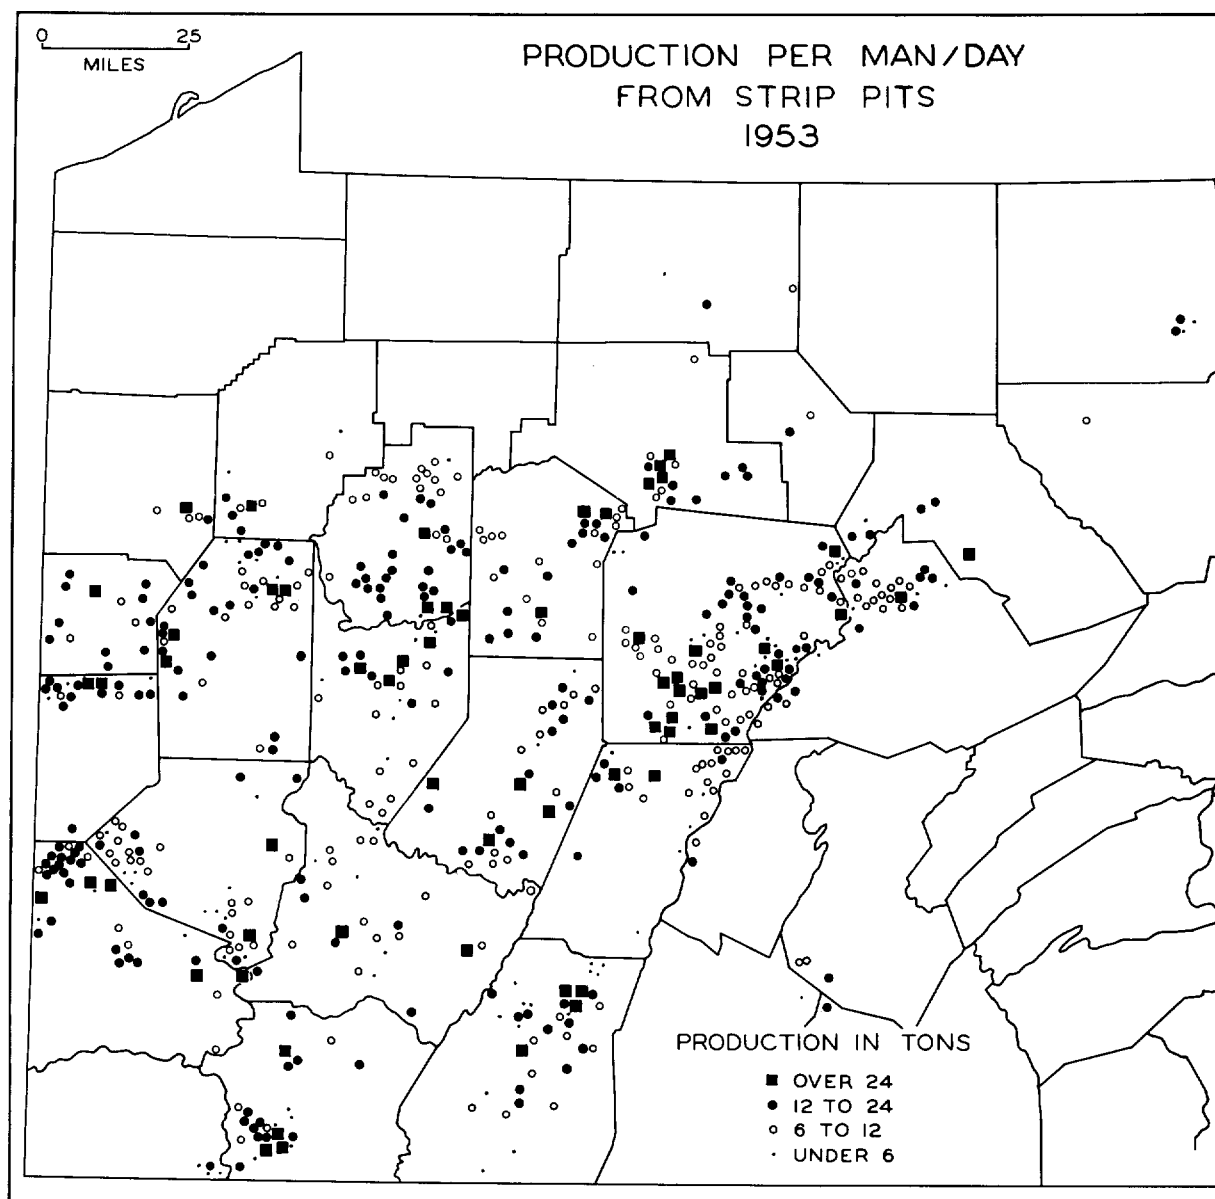 0 25
MILES
PRODUCTION PER MAN/DAY
FROM STRIP PITS
1953
PRODUCTION IN TONS
OVER 24
12 TO 24
6 TO 12
UNDER 6